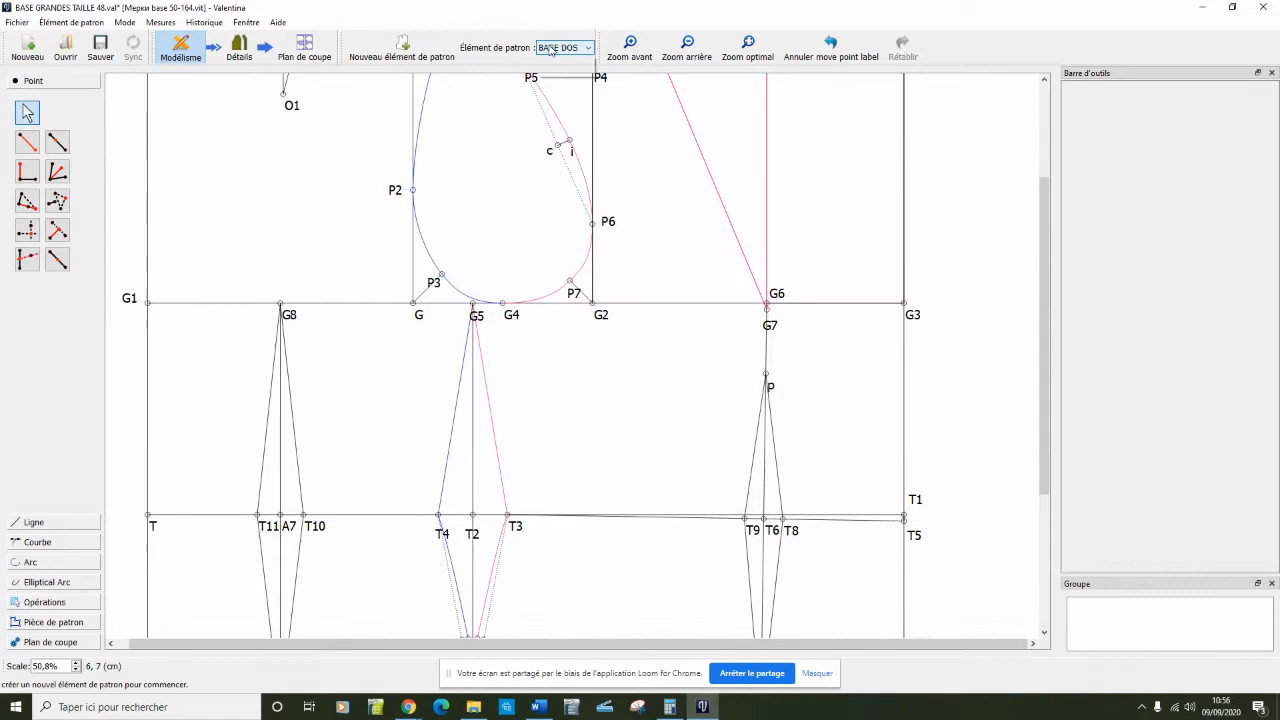 BASE GRANDES TAILLE 48.val* [Мерки base 50-164.vit] - Valentina
Fichier Élément de patron Mode Mesures Historique Fenêtre Aide
Nouveau Ouvrir Sauver Sync Modélisme Détails Plan de coupe Nouveau élément de patron Élément de patron : BASE DOS Zoom avant Zoom arrière Zoom optimal Annuler move point label Rétablir
Point
Barre d'outils
P5 P4
O1
c i
P2
P6
P3
P7
G1 G6
G8 G G5 G4 G2 G3
G7
P
T1
T T11 A7 T10 T4 T2 T3 T9 T6 T8
T5
Ligne
Courbe
Arc
Elliptical Arc
Opérations
Pièce de patron
Plan de coupe
Groupe
Scale: 50,8% 6, 7 (cm)
créer un nouvel élément de patron pour commencer.
Votre écran est partagé par le biais de l'application Loom for Chrome. Arrêter le partage Masquer
Taper ici pour rechercher
10:56
09/09/2020
3